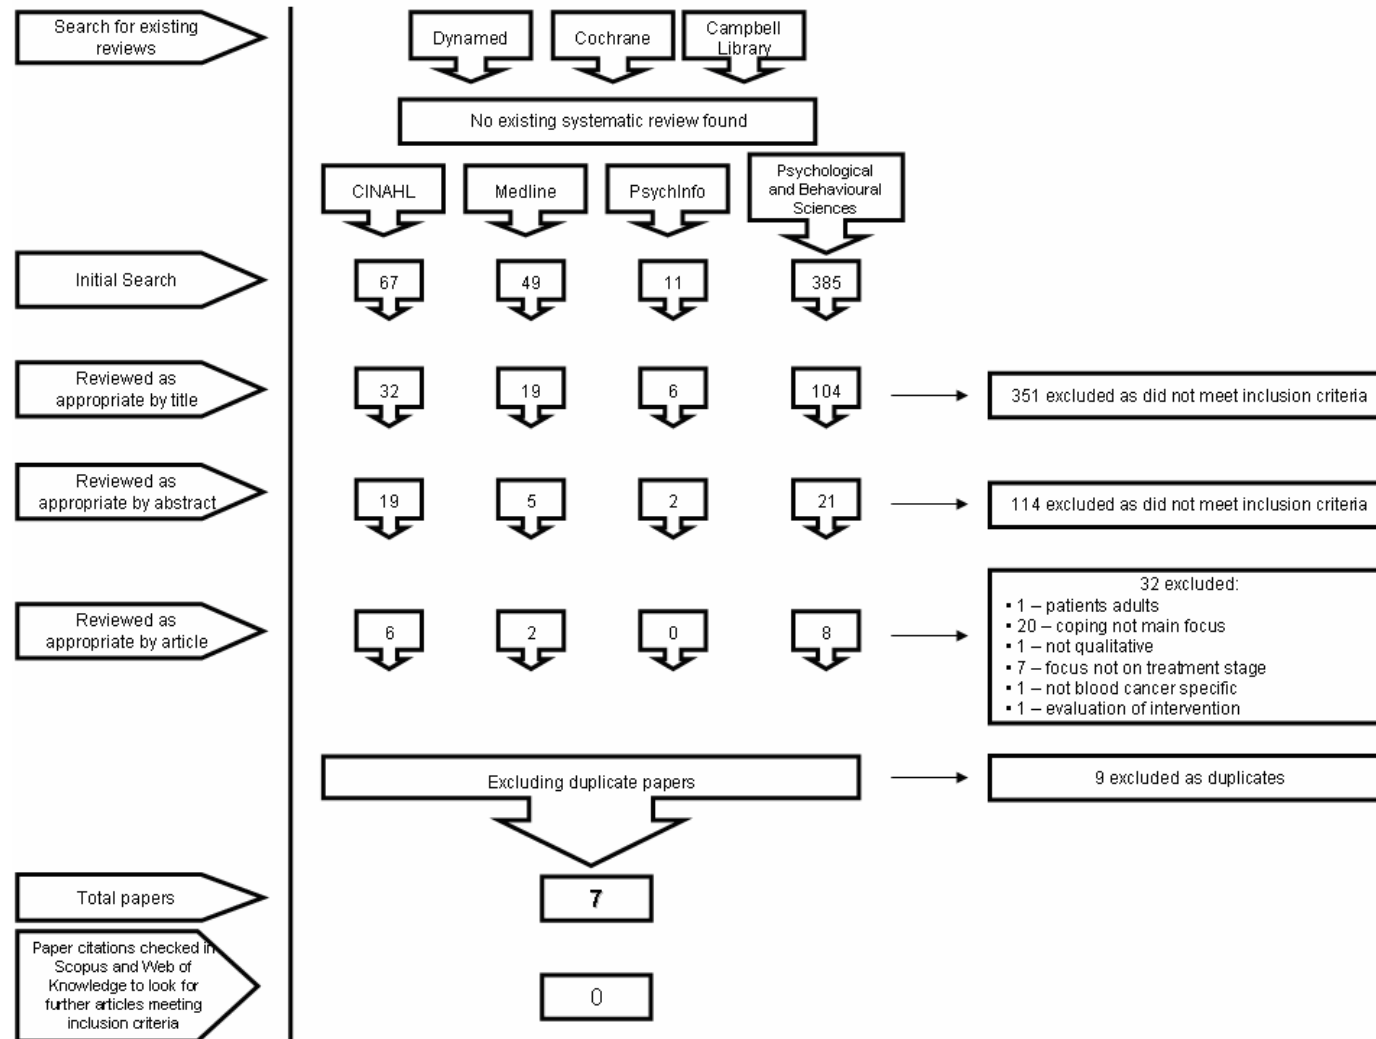 Search for existing
reviews
Dynamed
Cochrane
Campbell
Library
No existing systematic review found
CINAHL
Medline
PsychInfo
Psychological
and Behavioural
Sciences
Initial Search
67
49
11
385
Reviewed as
appropriate by title
32
19
6
104
351 excluded as did not meet inclusion criteria
Reviewed as
appropriate by abstract
19
5
2
21
114 excluded as did not meet inclusion criteria
Reviewed as
appropriate by article
6
2
0
8
32 excluded:
▪ 1 – patients adults
▪ 20 – coping not main focus
▪ 1 – not qualitative
▪ 7 – focus not on treatment stage
▪ 1 – not blood cancer specific
▪ 1 – evaluation of intervention
Excluding duplicate papers
9 excluded as duplicates
Total papers
7
Paper citations checked in
Scopus and Web of
Knowledge to look for
further articles meeting
inclusion criteria
0